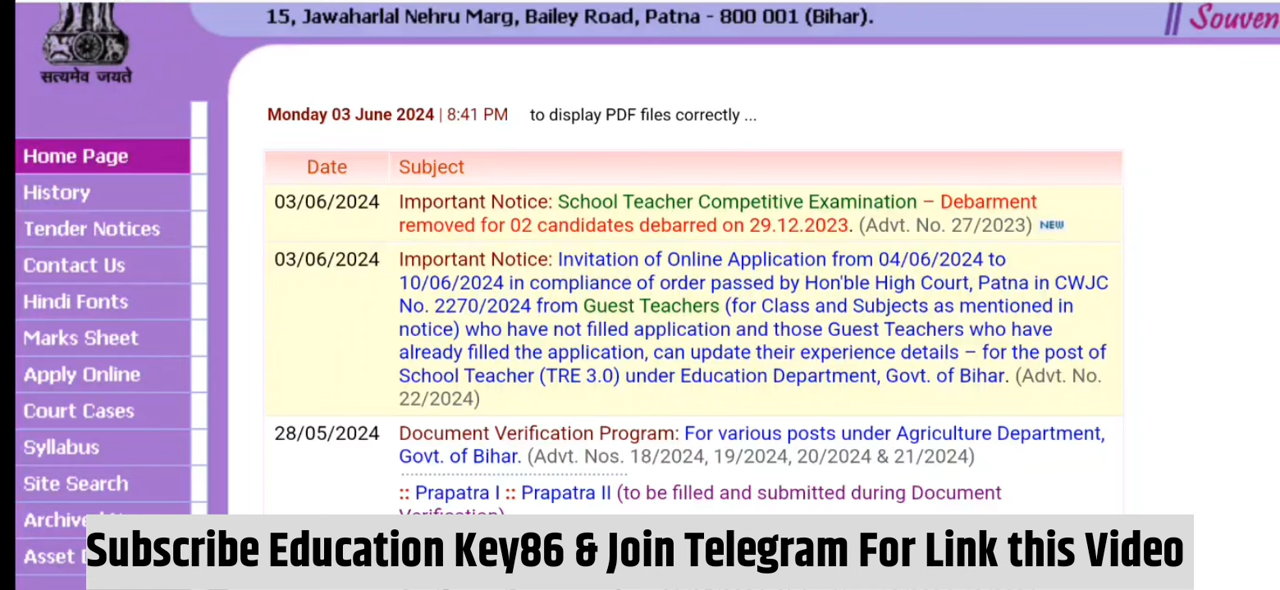 15, Jawaharlal Nehru Marg, Bailey Road, Patna - 800 001 (Bihar).
Souven
सत्यमेव जयते
Monday 03 June 2024 | 8:41 PM to display PDF files correctly ...
Home Page
History
Tender Notices
Contact Us
Hindi Fonts
Marks Sheet
Apply Online
Court Cases
Syllabus
Site Search
Archive
Asset
Date Subject
03/06/2024 Important Notice: School Teacher Competitive Examination – Debarment
removed for 02 candidates debarred on 29.12.2023. (Advt. No. 27/2023) NEW
03/06/2024 Important Notice: Invitation of Online Application from 04/06/2024 to
10/06/2024 in compliance of order passed by Hon'ble High Court, Patna in CWJC
No. 2270/2024 from Guest Teachers (for Class and Subjects as mentioned in
notice) who have not filled application and those Guest Teachers who have
already filled the application, can update their experience details – for the post of
School Teacher (TRE 3.0) under Education Department, Govt. of Bihar. (Advt. No.
22/2024)
28/05/2024 Document Verification Program: For various posts under Agriculture Department,
Govt. of Bihar. (Advt. Nos. 18/2024, 19/2024, 20/2024 & 21/2024)
:: Prapatra I :: Prapatra II (to be filled and submitted during Document
Verification)
Subscribe Education Key86 & Join Telegram For Link this Video